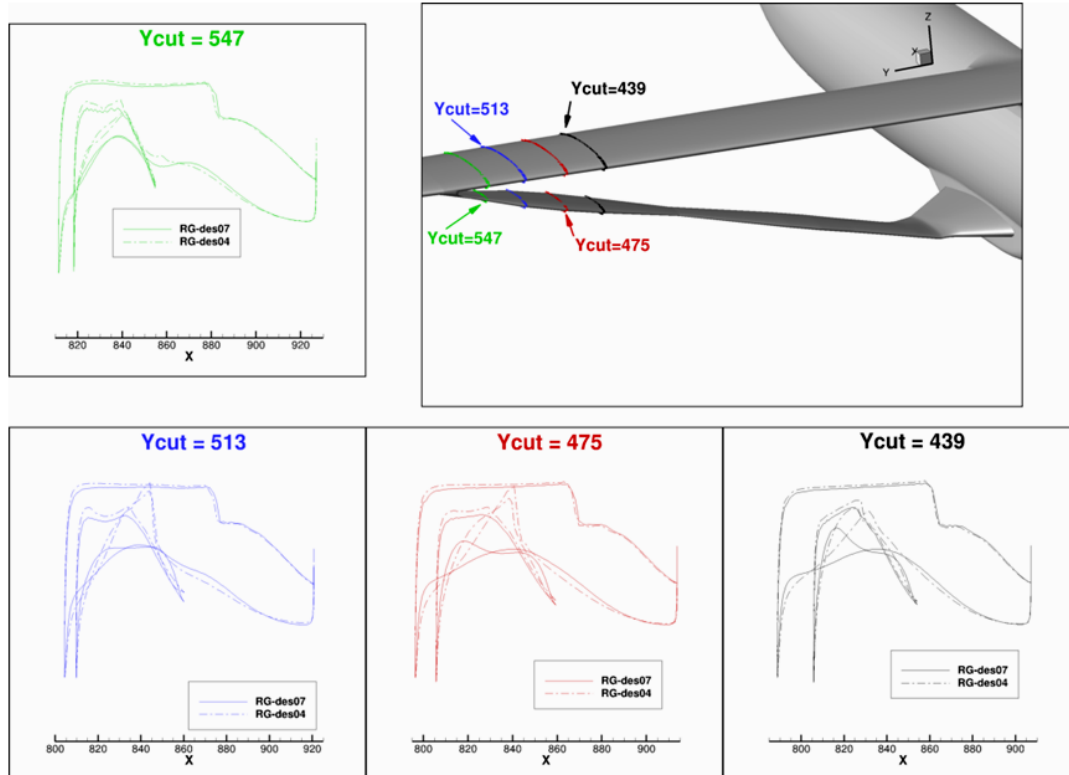 Ycut = 547
RG-des07
RG-des04
820 840 860 880 900 920
X
Z
X
Y
Ycut=439
Ycut=513
Ycut=547
Ycut=475
Ycut = 513
RG-des07
RG-des04
800 820 840 860 880 900 920
X
Ycut = 475
RG-des07
RG-des04
800 820 840 860 880 900
X
Ycut = 439
RG-des07
RG-des04
800 820 840 860 880 900
X